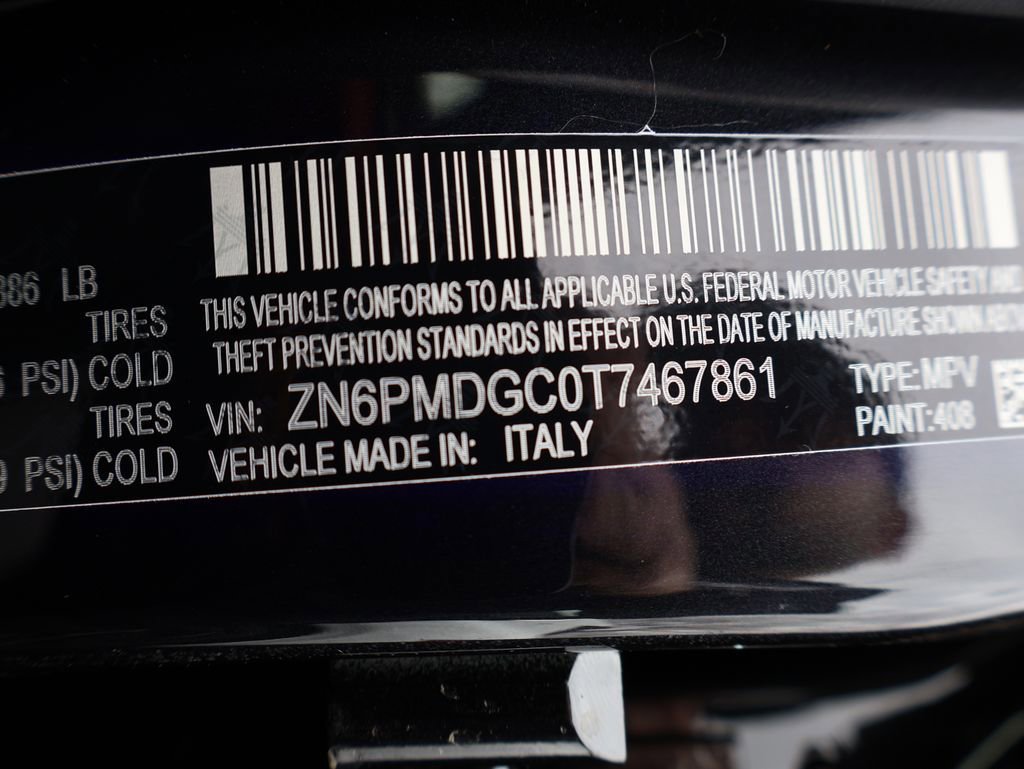 886 LB
TIRES
PSI) COLD
TIRES
PSI) COLD
THIS VEHICLE CONFORMS TO ALL APPLICABLE U.S. FEDERAL MOTOR VEHICLE SAFETY AND
THEFT PREVENTION STANDARDS IN EFFECT ON THE DATE OF MANUFACTURE SHOWN
VIN: ZN6PMDGC0T7467861
TYPE:MPV
PAINT:408
VEHICLE MADE IN: ITALY